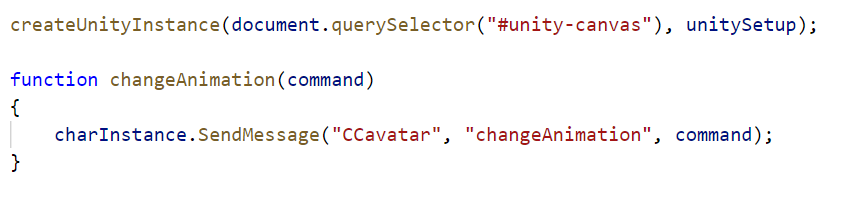 createUnityInstance(document.querySelector("#unity-canvas"), unitySetup);
function changeAnimation(command)
{
charInstance.SendMessage("CCavatar", "changeAnimation", command);
}